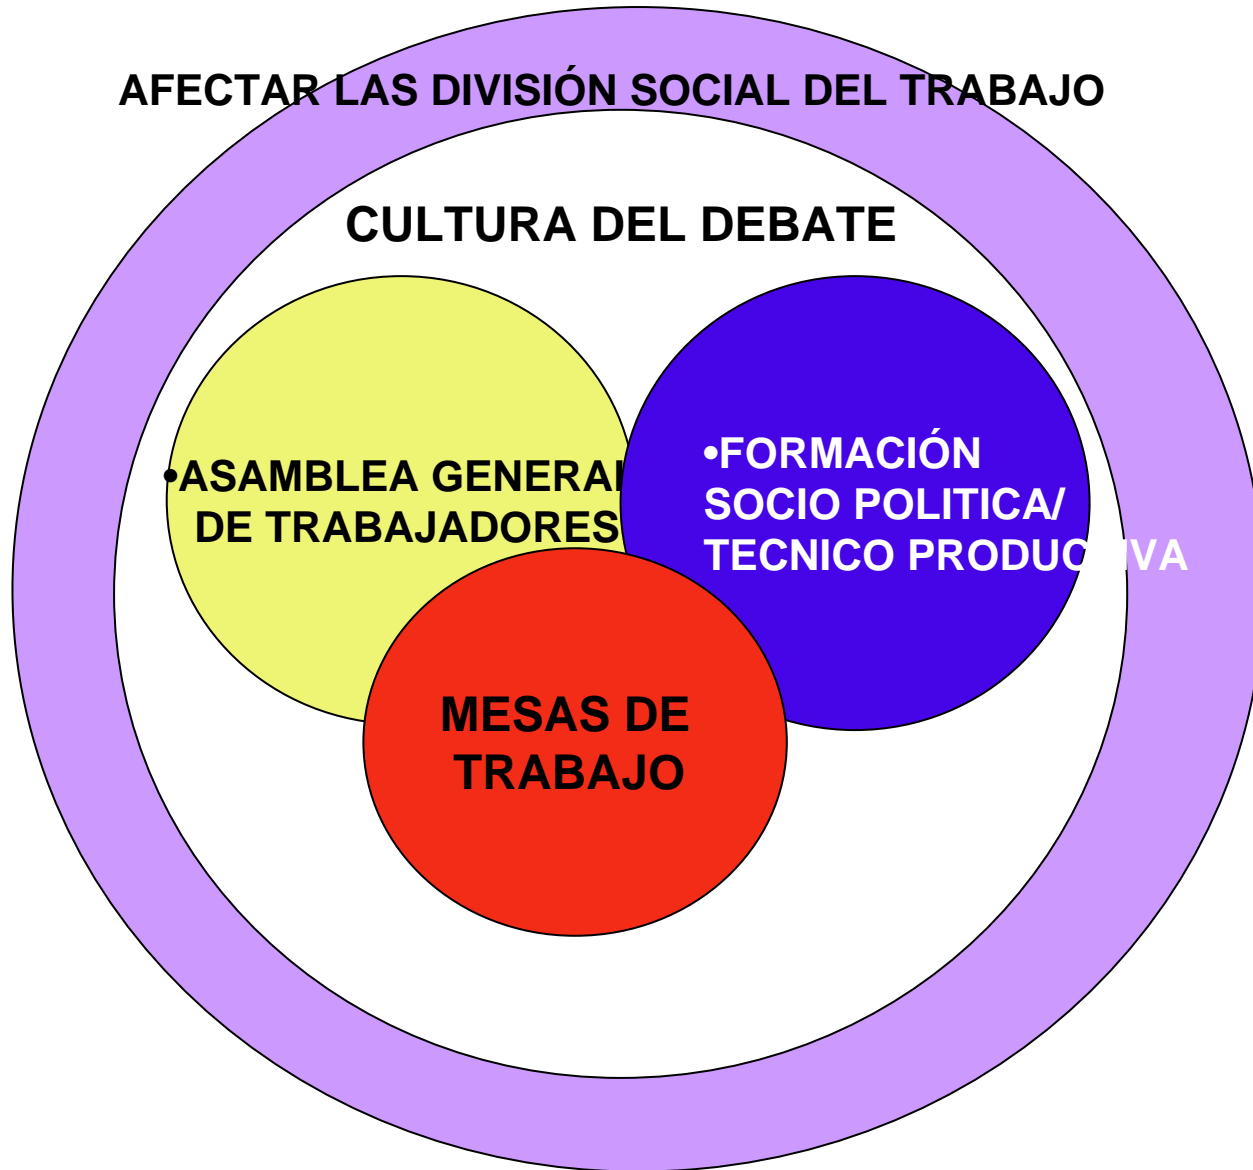 AFECTAR LAS DIVISIÓN SOCIAL DEL TRABAJO
CULTURA DEL DEBATE
•ASAMBLEA GENERAL
DE TRABAJADORES
•FORMACIÓN
SOCIO POLITICA/
TECNICO PRODUCTIVA
MESAS DE
TRABAJO